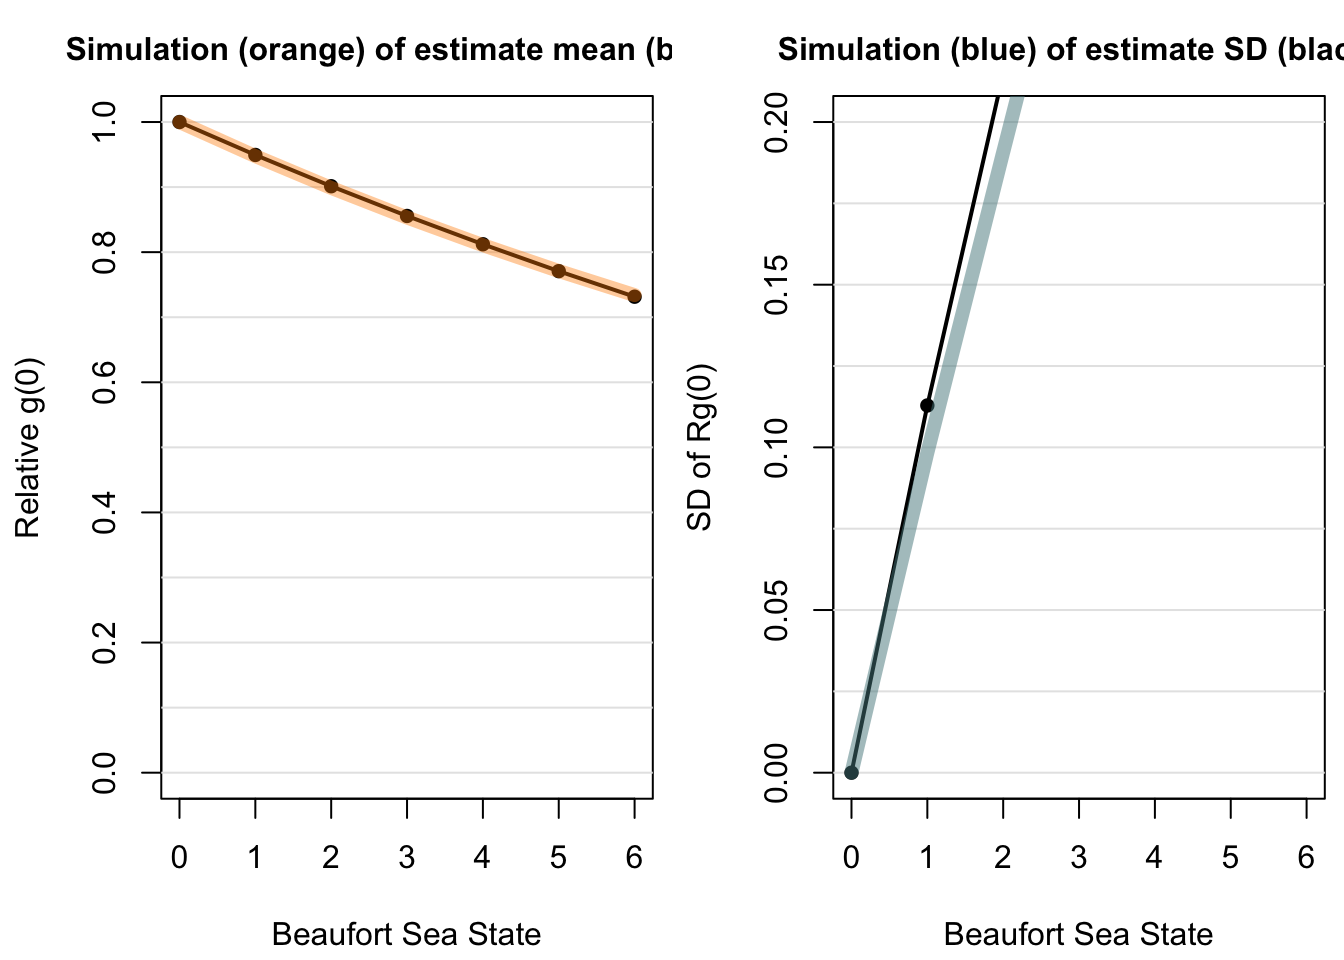 Simulation (orange) of estimate mean (b
Relative g(0)
1.0
0.8
0.6
0.4
0.2
0.0
0 1 2 3 4 5 6
Beaufort Sea State
Simulation (blue) of estimate SD (blac
SD of Rg(0)
0.20
0.15
0.10
0.05
0.00
0 1 2 3 4 5 6
Beaufort Sea State